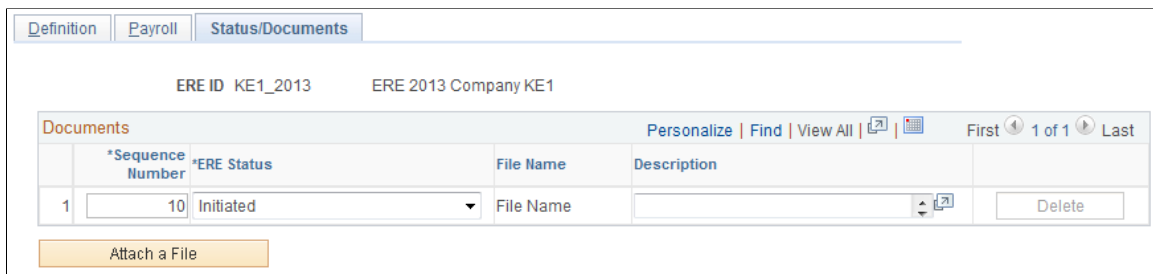 Definition Payroll Status/Documents
ERE ID KE1_2013 ERE 2013 Company KE1
Documents Personalize | Find | View All | | First 1 of 1 Last
*Sequence Number *ERE Status File Name Description
1 10 Initiated File Name Delete
Attach a File